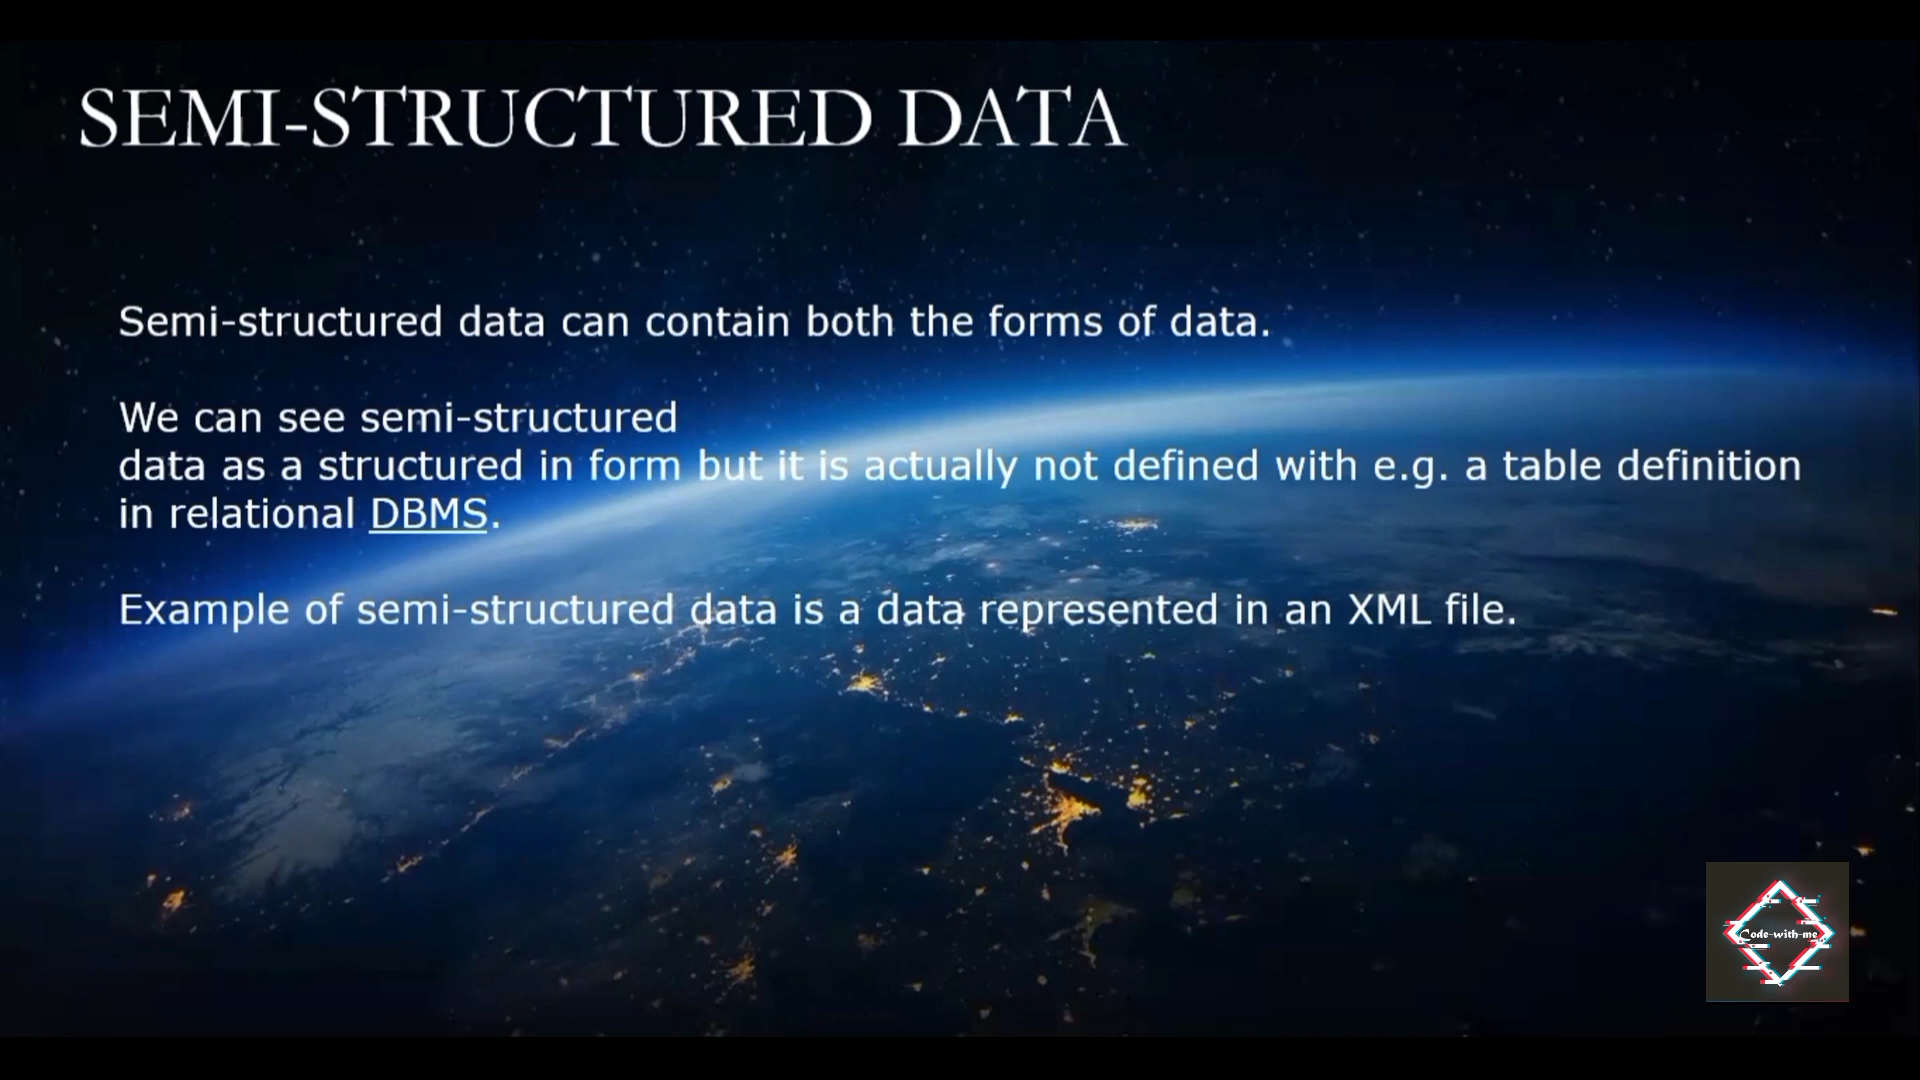 SEMI-STRUCTURED DATA
Semi-structured data can contain both the forms of data.
We can see semi-structured
data as a structured in form but it is actually not defined with e.g. a table definition
in relational DBMS.
Example of semi-structured data is a data represented in an XML file.
Code-with-me